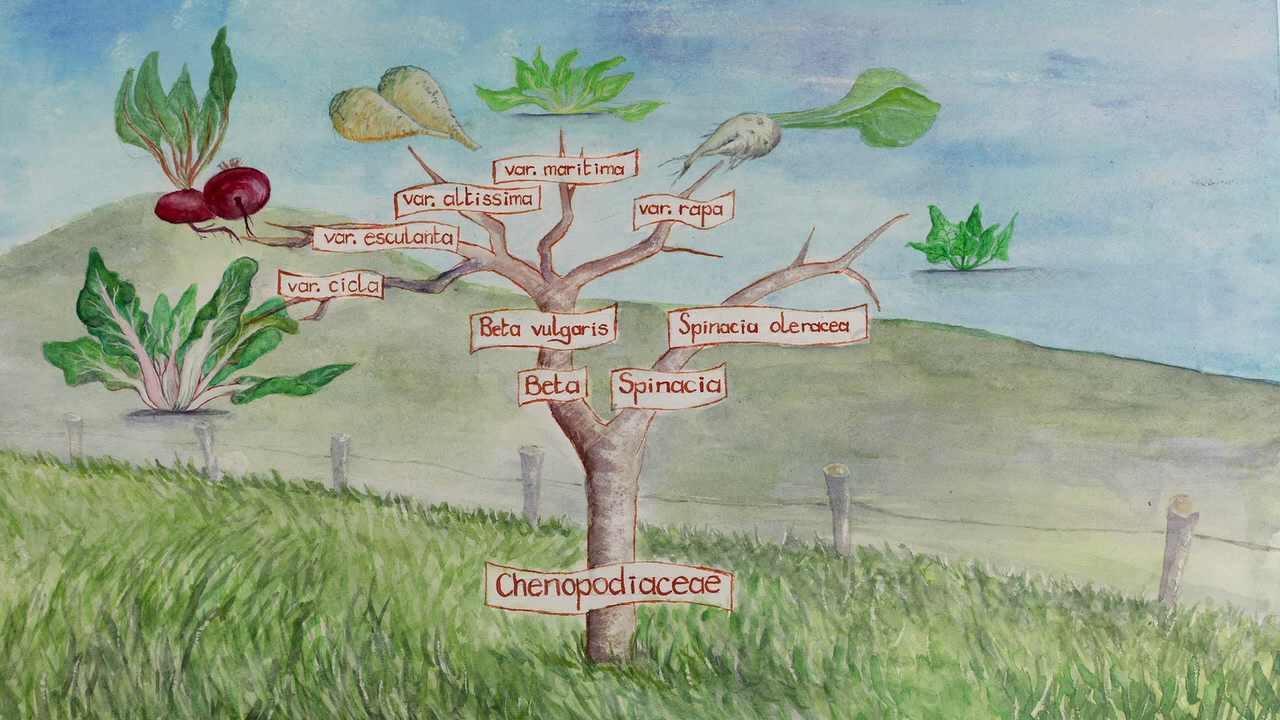 var. maritima
var. altissima
var. rapa
var. esculanta
var. cicla
Beta vulgaris
Spinacia oleracea
Beta
Spinacia
Chenopodiaceae